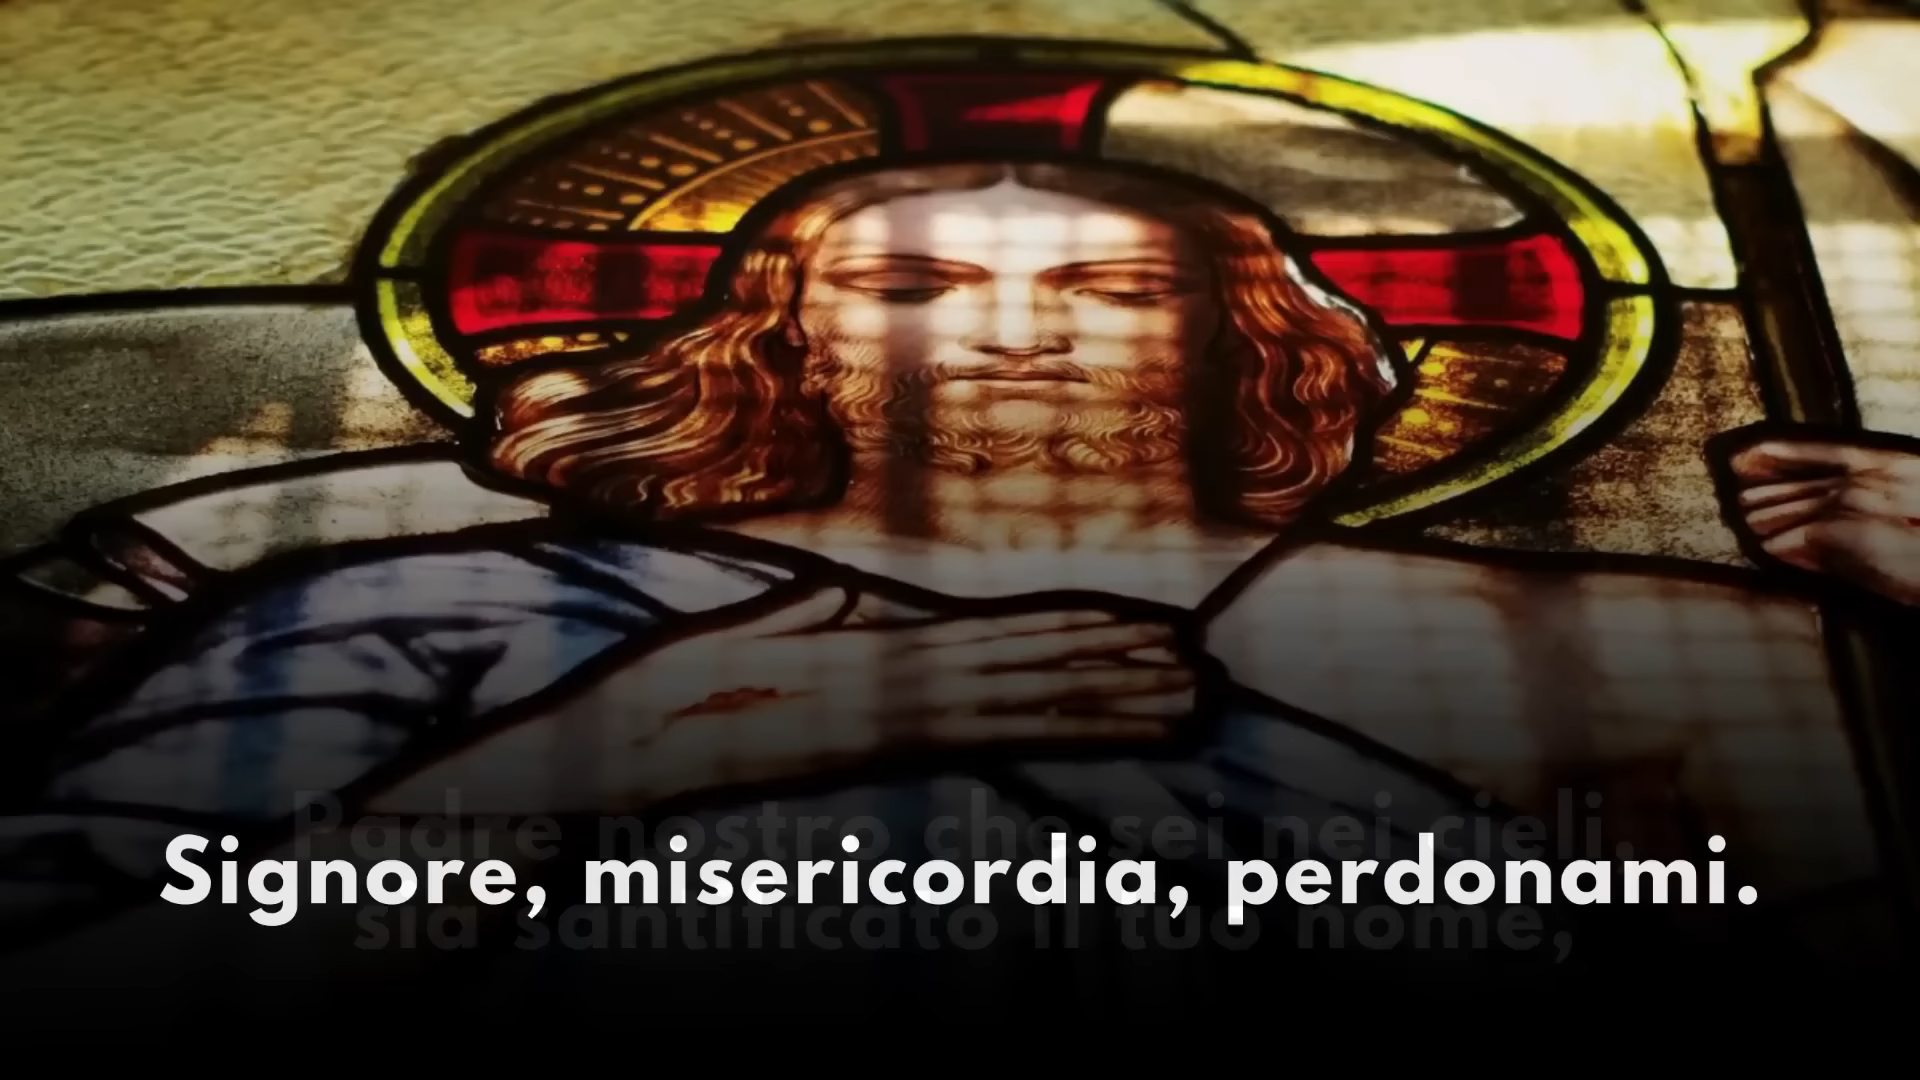 Padre nostro che sei nei cieli,
Signore, misericordia, perdonami.
sia santificato il tuo nome;